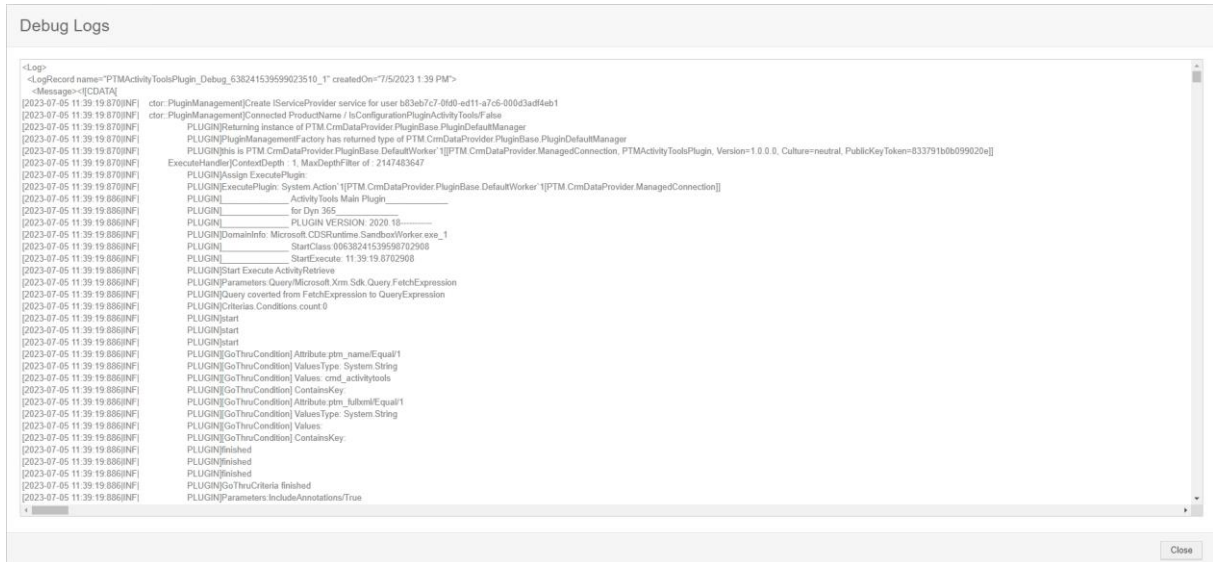 Debug Logs
<Log>
<LogRecord name="PTMActivityToolsPlugin_Debug_638241539599023510_1" createdOn="7/5/2023 1:39 PM">
<Message><![CDATA[
[2023-07-05 11:39:19:870|INF| ctor::PluginManagement]Create IServiceProvider service for user b83eb7c7-0fd0-ed11-a7c6-000d3adf4eb1
[2023-07-05 11:39:19:870|INF| ctor::PluginManagement]Connected ProductName / IsConfigurationPluginActivityTools/False
[2023-07-05 11:39:19:870|INF| PLUGIN]Returning instance of PTM.CrmDataProvider.PluginBase.PluginDefaultManager
[2023-07-05 11:39:19:870|INF| PLUGIN]PluginManagementFactory has returned type of PTM.CrmDataProvider.PluginBase.PluginDefaultManager
[2023-07-05 11:39:19:870|INF| PLUGIN]this is PTM.CrmDataProvider.PluginBase.DefaultWorker`1[[PTM.CrmDataProvider.ManagedConnection, PTMActivityToolsPlugin, Version=1.0.0.0, Culture=neutral, PublicKeyToken=833791b0b099020e]]
[2023-07-05 11:39:19:870|INF| ExecuteHandler]ContextDepth : 1, MaxDepthFilter of : 2147483647
[2023-07-05 11:39:19:870|INF| PLUGIN]Assign ExecutePlugin:
[2023-07-05 11:39:19:870|INF| PLUGIN]ExecutePlugin: System.Action`1[PTM.CrmDataProvider.PluginBase.DefaultWorker`1[PTM.CrmDataProvider.ManagedConnection]]
[2023-07-05 11:39:19:886|INF| PLUGIN]_______________ ActivityTools Main Plugin_______________
[2023-07-05 11:39:19:886|INF| PLUGIN]_______________ for Dyn 365_______________
[2023-07-05 11:39:19:886|INF| PLUGIN]_______________ PLUGIN VERSION: 2020.18-----------
[2023-07-05 11:39:19:886|INF| PLUGIN]DomainInfo: Microsoft.CDSRuntime.SandboxWorker.exe_1
[2023-07-05 11:39:19:886|INF| PLUGIN]_______________ StartClass:00638241539598702908
[2023-07-05 11:39:19:886|INF| PLUGIN]_______________ StartExecute: 11:39:19.8702908
[2023-07-05 11:39:19:886|INF| PLUGIN]Start Execute ActivityRetrieve
[2023-07-05 11:39:19:886|INF| PLUGIN]Parameters:Query/Microsoft.Xrm.Sdk.Query.FetchExpression
[2023-07-05 11:39:19:886|INF| PLUGIN]Query coverted from FetchExpression to QueryExpression
[2023-07-05 11:39:19:886|INF| PLUGIN]Criterias.Conditions.count:0
[2023-07-05 11:39:19:886|INF| PLUGIN]start
[2023-07-05 11:39:19:886|INF| PLUGIN]start
[2023-07-05 11:39:19:886|INF| PLUGIN]start
[2023-07-05 11:39:19:886|INF| PLUGIN][GoThruCondition] Attribute:ptm_name/Equal/1
[2023-07-05 11:39:19:886|INF| PLUGIN][GoThruCondition] ValuesType: System.String
[2023-07-05 11:39:19:886|INF| PLUGIN][GoThruCondition] Values: cmd_activitytools
[2023-07-05 11:39:19:886|INF| PLUGIN][GoThruCondition] ContainsKey:
[2023-07-05 11:39:19:886|INF| PLUGIN][GoThruCondition] Attribute:ptm_fullxml/Equal/1
[2023-07-05 11:39:19:886|INF| PLUGIN][GoThruCondition] ValuesType: System.String
[2023-07-05 11:39:19:886|INF| PLUGIN][GoThruCondition] Values:
[2023-07-05 11:39:19:886|INF| PLUGIN][GoThruCondition] ContainsKey:
[2023-07-05 11:39:19:886|INF| PLUGIN]finished
[2023-07-05 11:39:19:886|INF| PLUGIN]finished
[2023-07-05 11:39:19:886|INF| PLUGIN]finished
[2023-07-05 11:39:19:886|INF| PLUGIN]GoThruCriteria finished
[2023-07-05 11:39:19:886|INF| PLUGIN]Parameters:IncludeAnnotations/True
Close